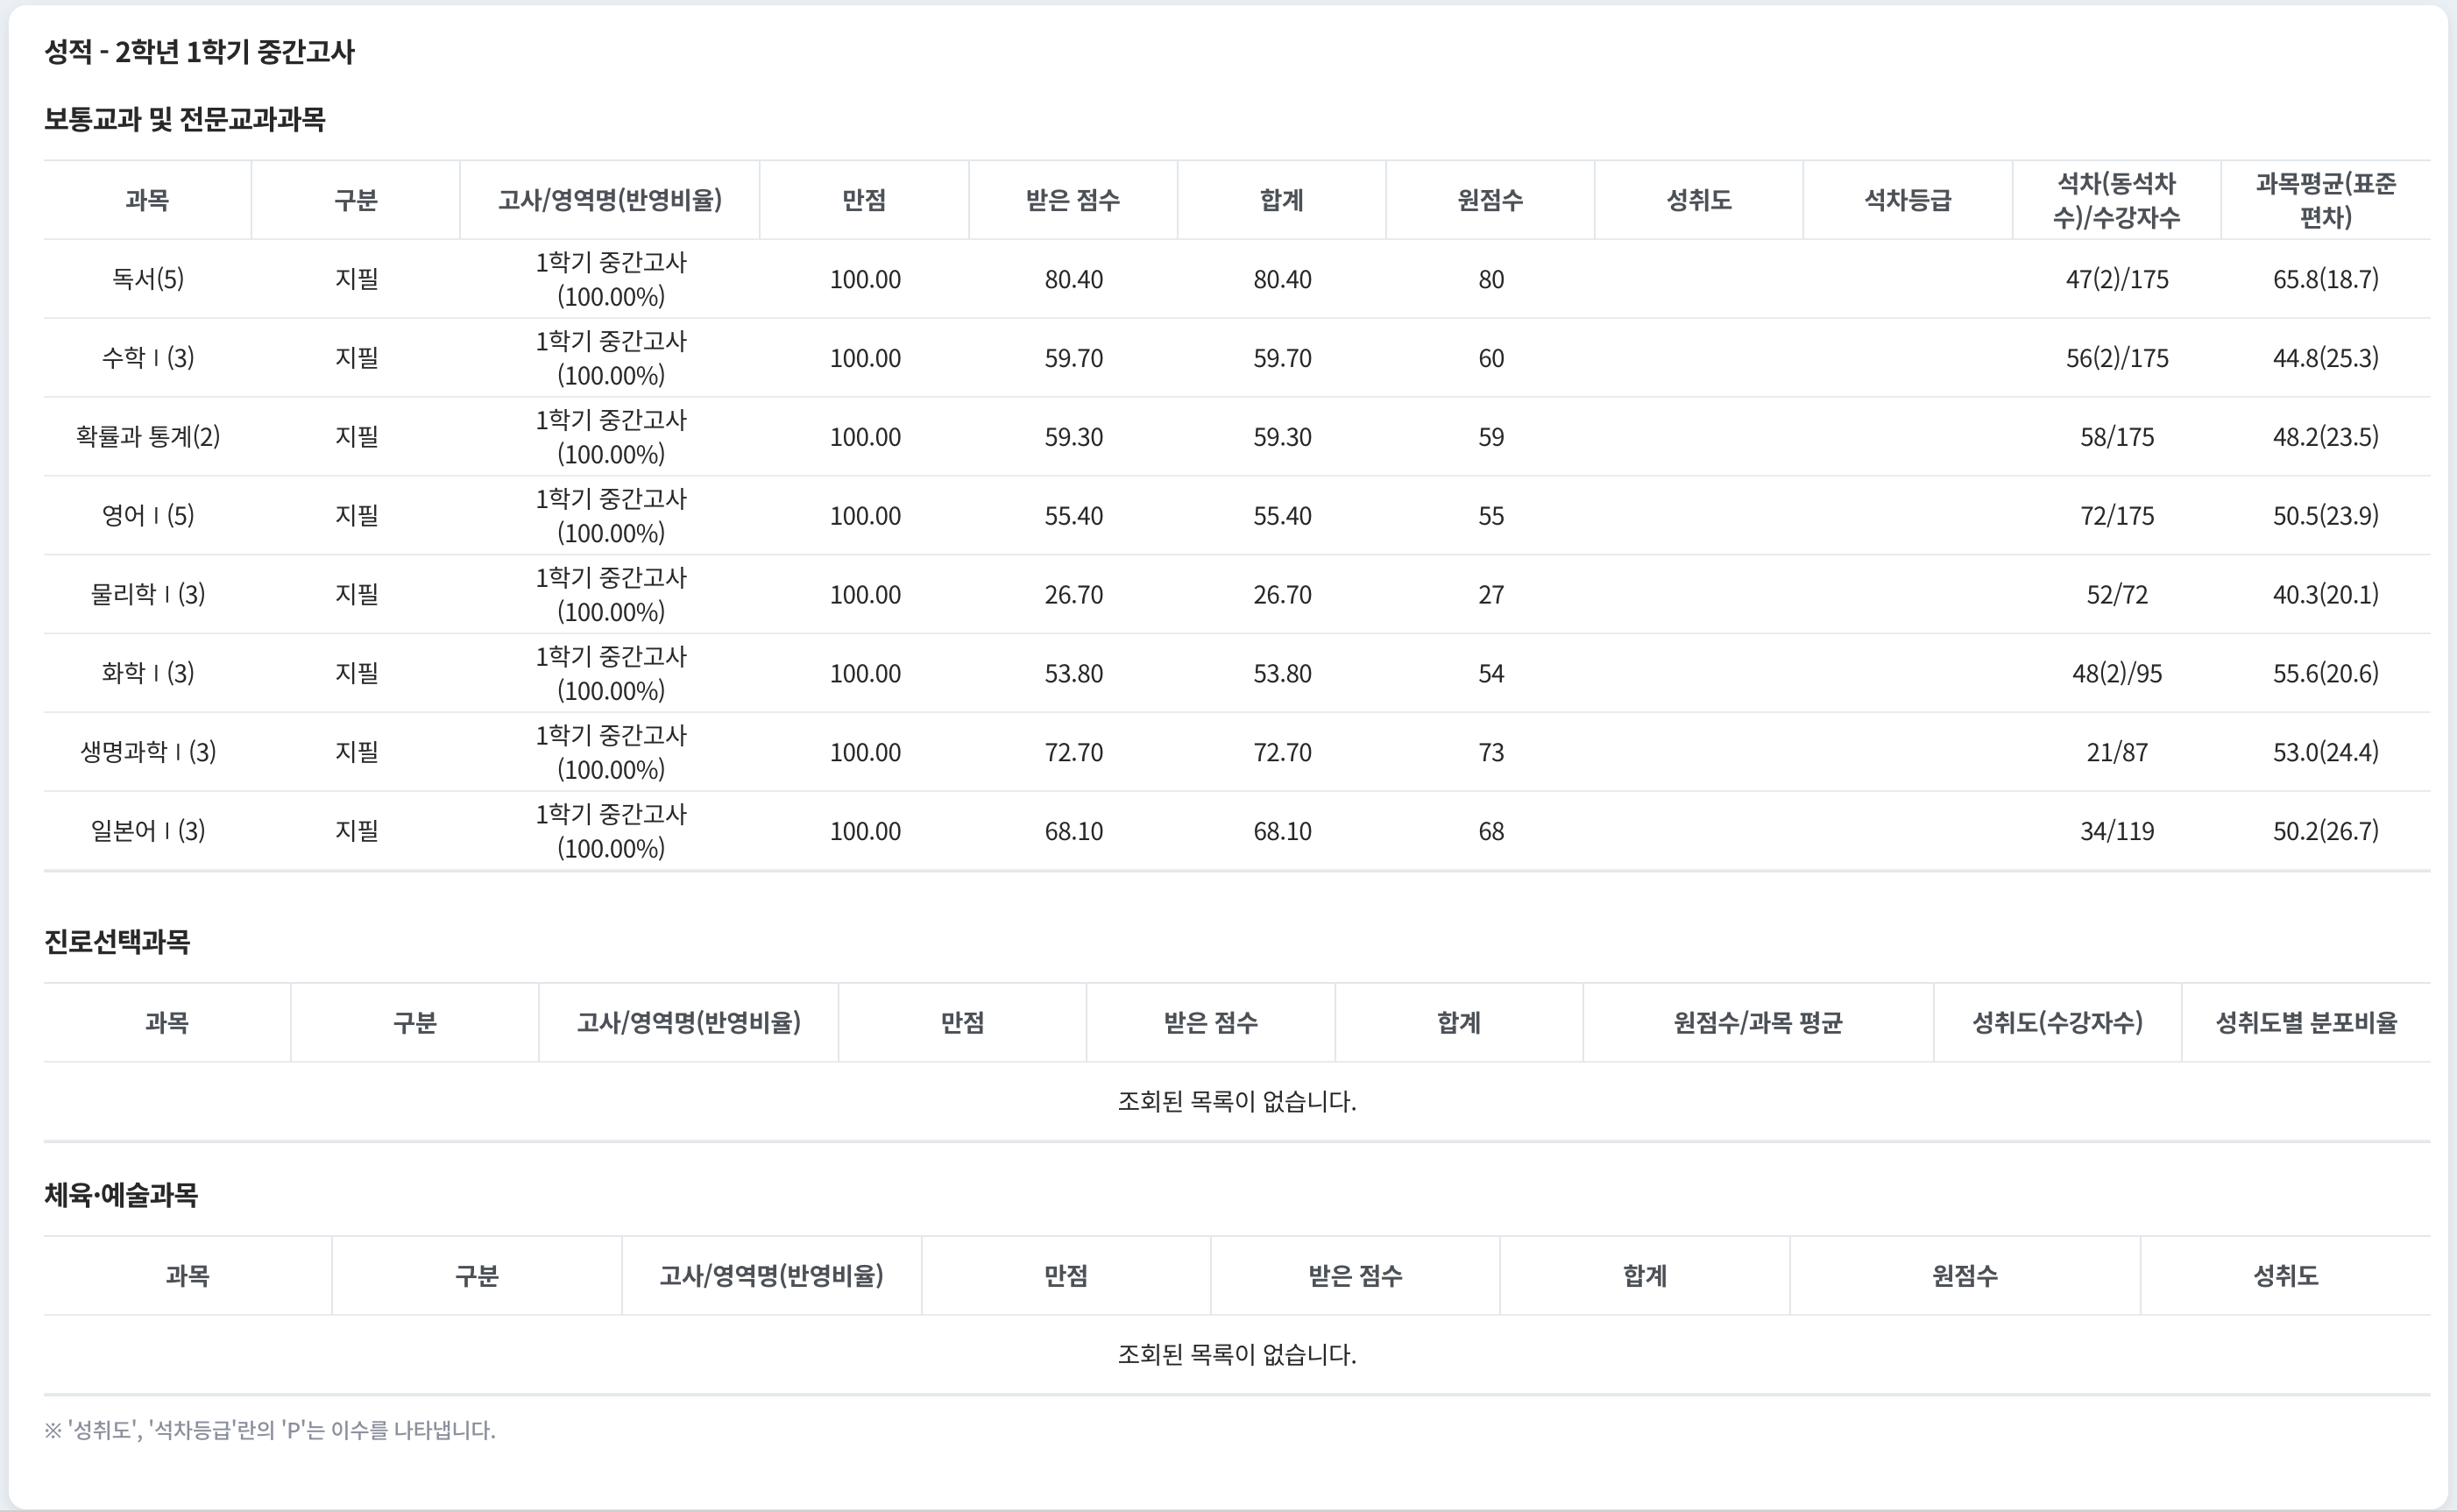 성적 - 2학년 1학기 중간고사
보통교과 및 전문교과과목
과목 구분 고사/영역명(반영비율) 만점 받은 점수 합계 원점수 성취도 석차등급 석차(동석차수)/수강자수 과목평균(표준편차)
독서(5) 지필 1학기 중간고사 (100.00%) 100.00 80.40 80.40 80 47(2)/175 65.8(18.7)
수학Ⅰ(3) 지필 1학기 중간고사 (100.00%) 100.00 59.70 59.70 60 56(2)/175 44.8(25.3)
확률과 통계(2) 지필 1학기 중간고사 (100.00%) 100.00 59.30 59.30 59 58/175 48.2(23.5)
영어Ⅰ(5) 지필 1학기 중간고사 (100.00%) 100.00 55.40 55.40 55 72/175 50.5(23.9)
물리학Ⅰ(3) 지필 1학기 중간고사 (100.00%) 100.00 26.70 26.70 27 52/72 40.3(20.1)
화학Ⅰ(3) 지필 1학기 중간고사 (100.00%) 100.00 53.80 53.80 54 48(2)/95 55.6(20.6)
생명과학Ⅰ(3) 지필 1학기 중간고사 (100.00%) 100.00 72.70 72.70 73 21/87 53.0(24.4)
일본어Ⅰ(3) 지필 1학기 중간고사 (100.00%) 100.00 68.10 68.10 68 34/119 50.2(26.7)
진로선택과목
과목 구분 고사/영역명(반영비율) 만점 받은 점수 합계 원점수/과목 평균 성취도(수강자수) 성취도별 분포비율
조회된 목록이 없습니다.
체육·예술과목
과목 구분 고사/영역명(반영비율) 만점 받은 점수 합계 원점수 성취도
조회된 목록이 없습니다.
※ '성취도', '석차등급'란의 'P'는 이수를 나타냅니다.